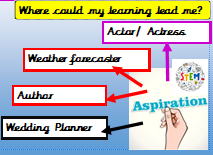 Where could my learning lead me?
Actor/ Actress
Weather forecaster
STEM
Author
Aspiration
Wedding Planner